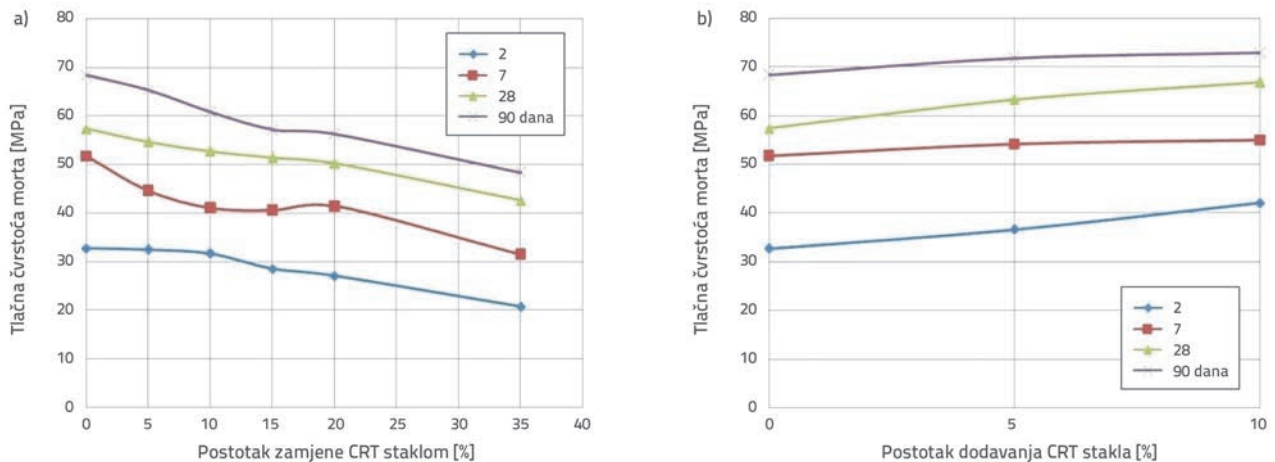 a)
Tlačna čvrstoća morta [MPa]
80
70
60
50
40
30
20
10
0
2
7
28
90 dana
0 5 10 15 20 25 30 35 40
Postotak zamjene CRT staklom [%]
b)
Tlačna čvrstoća morta [MPa]
80
70
60
50
40
30
20
10
0
2
7
28
90 dana
0 5 10
Postotak dodavanja CRT stakla [%]